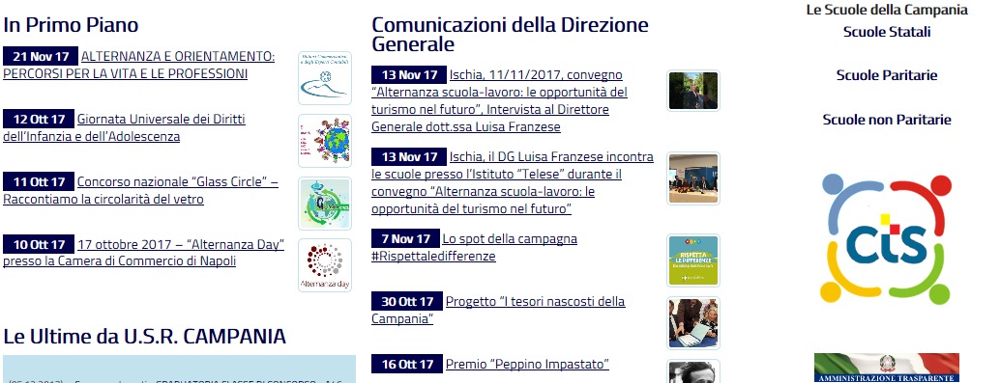 In Primo Piano
21 Nov 17 ALTERNANZA E ORIENTAMENTO:
PERCORSI PER LA VITA E LE PROFESSIONI
12 Ott 17 Giornata Universale dei Diritti
dell'Infanzia e dell'Adolescenza
11 Ott 17 Concorso nazionale “Glass Circle” –
Raccontiamo la circolarità del vetro
10 Ott 17 17 ottobre 2017 – “Alternanza Day”
presso la Camera di Commercio di Napoli
Alternanza day
Le Ultime da U.S.R. CAMPANIA
Comunicazioni della Direzione
Generale
13 Nov 17 Ischia, 11/11/2017, convegno
“Alternanza scuola-lavoro: le opportunità del
turismo nel futuro”, Intervista al Direttore
Generale dott.ssa Luisa Franzese
13 Nov 17 Ischia, il DG Luisa Franzese incontra
le scuole presso l'Istituto “Telese” durante il
convegno “Alternanza scuola-lavoro: le
opportunità del turismo nel futuro”
7 Nov 17 Lo spot della campagna
#Rispettaledifferenze
RISPETTA
LE DIFFERENZE
30 Ott 17 Progetto “I tesori nascosti della
Campania”
16 Ott 17 Premio “Peppino Impastato”
Le Scuole della Campania
Scuole Statali
Scuole Paritarie
Scuole non Paritarie
cts
AMMINISTRAZIONE TRASPARENTE